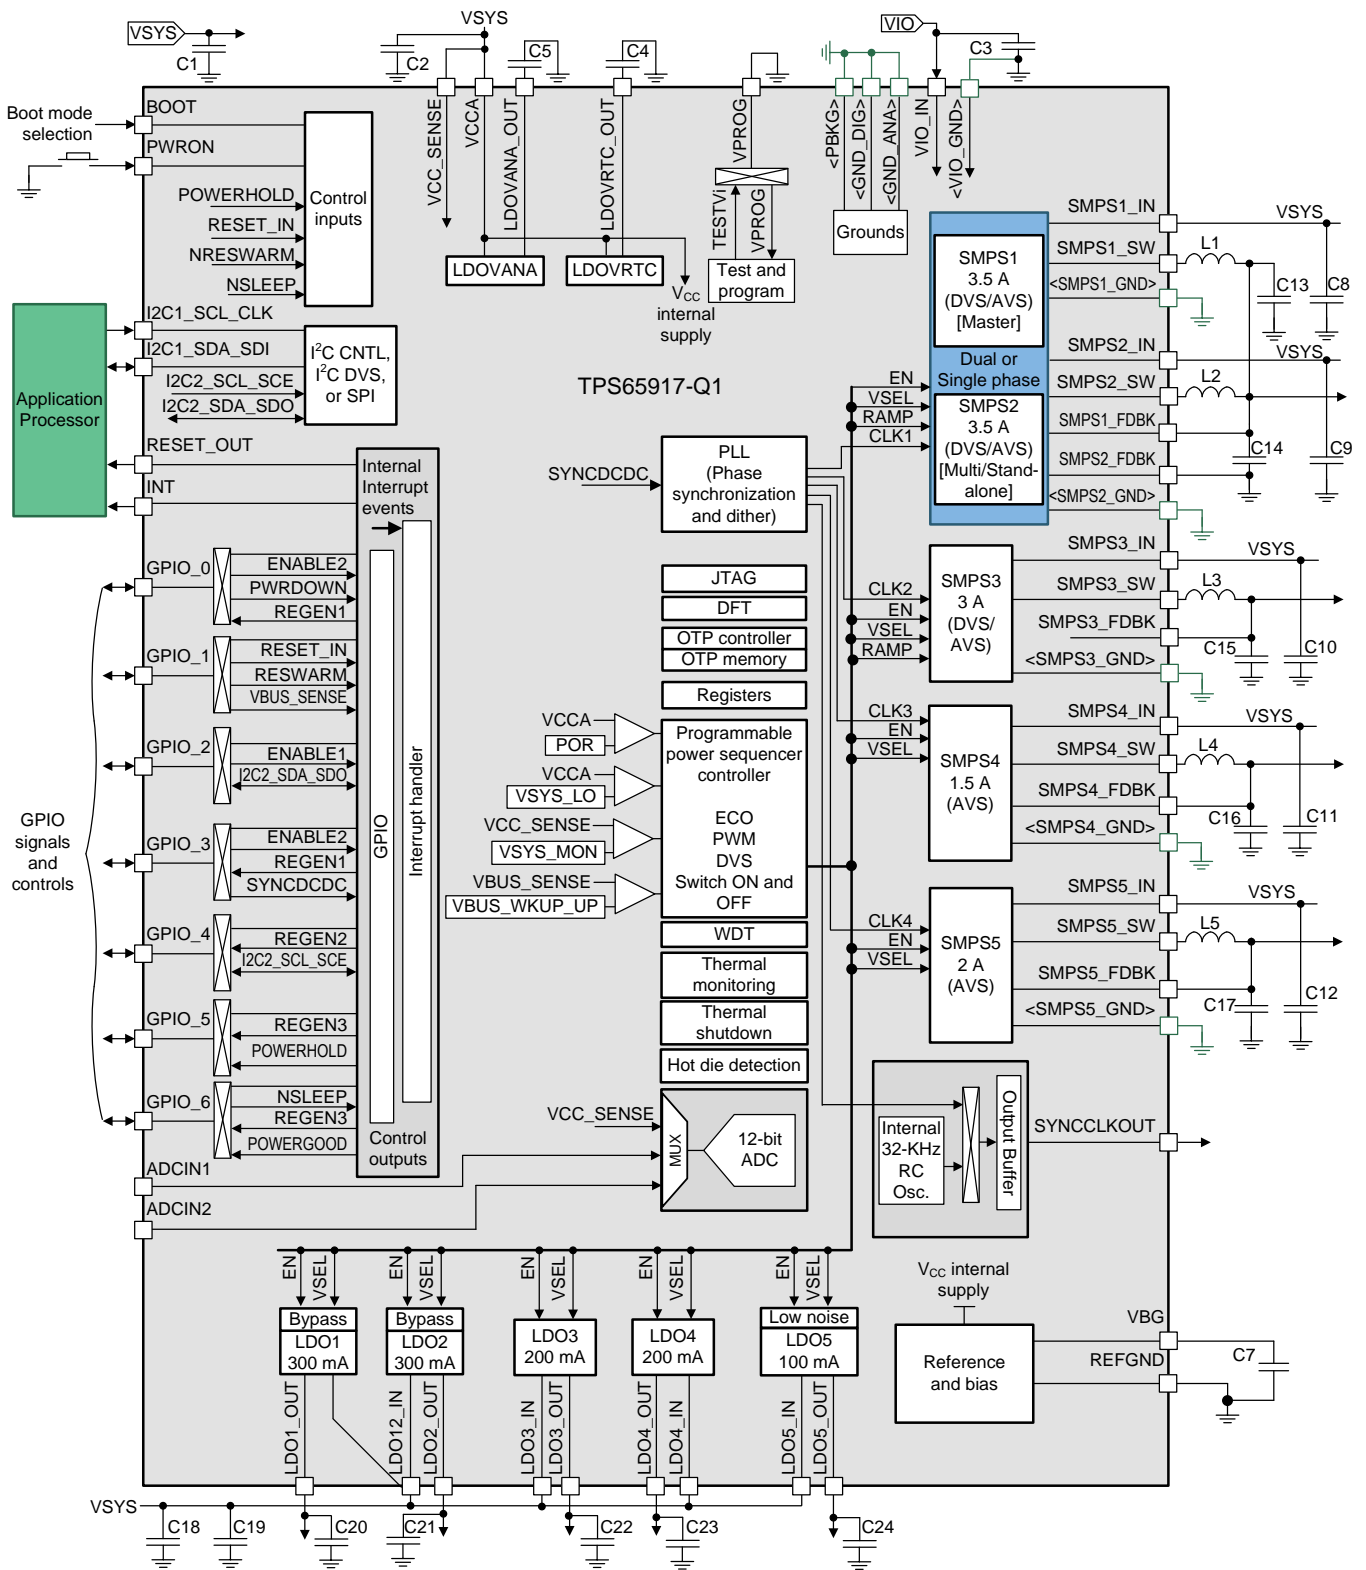 VSYS
C1
VSYS
C2
C5
C4
VIO
C3
Boot mode
selection
BOOT
PWRON
POWERHOLD
RESET_IN
NRESWARM
NSLEEP
Control
inputs
VCC_SENSE
VCCA
LDOVANA_OUT
LDOVRTC_OUT
VPROG
TESTVi
VPROG
<PBKG>
<GND_DIG>
<GND_ANA>
VIO_IN
<VIO_GND>
LDOVANA
LDOVRTC
VCC
internal
supply
Test and
program
Grounds
TPS65917-Q1
Application
Processor
I2C1_SCL_CLK
I2C1_SDA_SDI
I2C2_SCL_SCE
I2C2_SDA_SDO
I2C CNTL,
I2C DVS,
or SPI
RESET_OUT
INT
Internal
Interrupt
events
GPIO
Interrupt handler
Control
outputs
GPIO
signals
and
controls
GPIO_0
ENABLE2
PWRDOWN
REGEN1
GPIO_1
RESET_IN
RESWARM
VBUS_SENSE
GPIO_2
ENABLE1
I2C2_SDA_SDO
GPIO_3
ENABLE2
REGEN1
SYNCDCDC
GPIO_4
REGEN2
I2C2_SCL_SCE
GPIO_5
REGEN3
POWERHOLD
GPIO_6
NSLEEP
REGEN3
POWERGOOD
ADCIN1
ADCIN2
SYNCDCDC
PLL
(Phase
synchronization
and dither)
JTAG
DFT
OTP controller
OTP memory
Registers
VCCA
POR
VCCA
VSYS_LO
VCC_SENSE
VSYS_MON
VBUS_SENSE
VBUS_WKUP_UP
Programmable
power sequencer
controller
ECO
PWM
DVS
Switch ON and
OFF
WDT
Thermal
monitoring
Thermal
shutdown
Hot die detection
VCC_SENSE
MUX
12-bit
ADC
EN
VSEL
RAMP
CLK1
SMPS1
3.5 A
(DVS/AVS)
[Master]
Dual or
Single phase
SMPS2
3.5 A
(DVS/AVS)
[Multi/Stand-
alone]
SMPS1_IN
SMPS1_SW
<SMPS1_GND>
SMPS2_IN
SMPS2_SW
SMPS1_FDBK
SMPS2_FDBK
<SMPS2_GND>
VSYS
L1
C13
C8
VSYS
L2
C14
C9
CLK2
EN
VSEL
RAMP
SMPS3
3 A
(DVS/
AVS)
SMPS3_IN
SMPS3_SW
SMPS3_FDBK
<SMPS3_GND>
VSYS
L3
C15
C10
CLK3
EN
VSEL
SMPS4
1.5 A
(AVS)
SMPS4_IN
SMPS4_SW
SMPS4_FDBK
<SMPS4_GND>
VSYS
L4
C16
C11
CLK4
EN
VSEL
SMPS5
2 A
(AVS)
SMPS5_IN
SMPS5_SW
SMPS5_FDBK
<SMPS5_GND>
VSYS
L5
C17
C12
Internal
32-KHz
RC
Osc.
Output Buffer
SYNCCLKOUT
VCC internal
supply
Reference
and bias
VBG
REFGND
C7
EN
VSEL
EN
VSEL
EN
VSEL
EN
VSEL
EN
VSEL
Bypass
LDO1
300 mA
Bypass
LDO2
300 mA
LDO3
200 mA
LDO4
200 mA
Low noise
LDO5
100 mA
LDO1_OUT
LDO12_IN
LDO2_OUT
LDO3_IN
LDO3_OUT
LDO4_OUT
LDO4_IN
LDO5_IN
LDO5_OUT
VSYS
C18
C19
C20
C21
C22
C23
C24